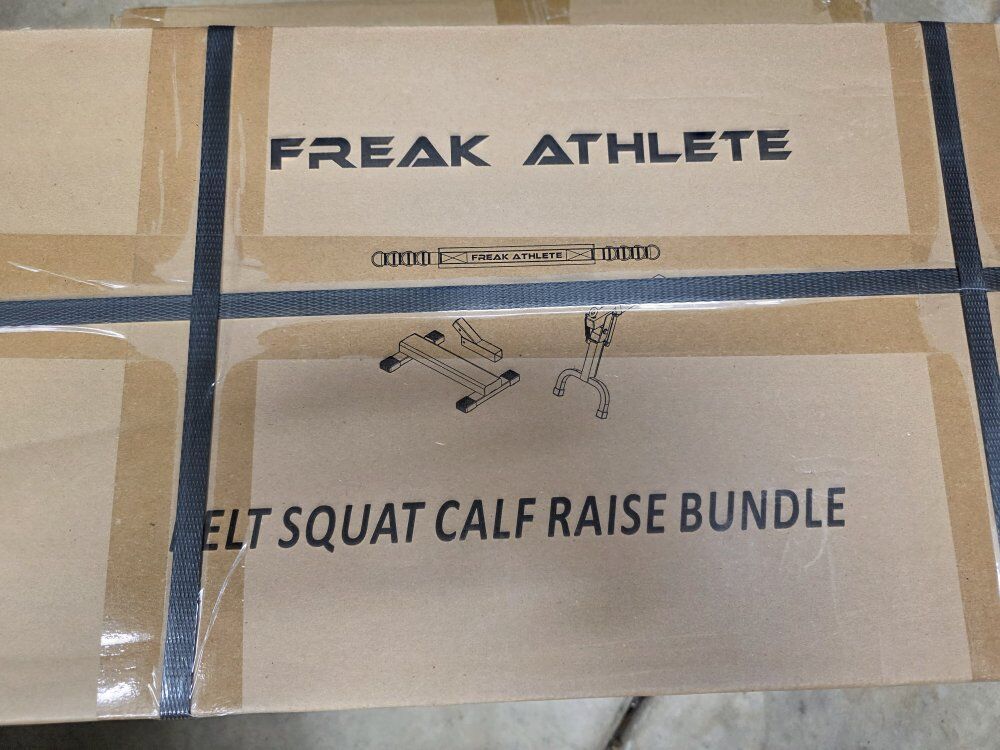 FREAK ATHLETE
FREAK ATHLETE
ELT SQUAT CALF RAISE BUNDLE